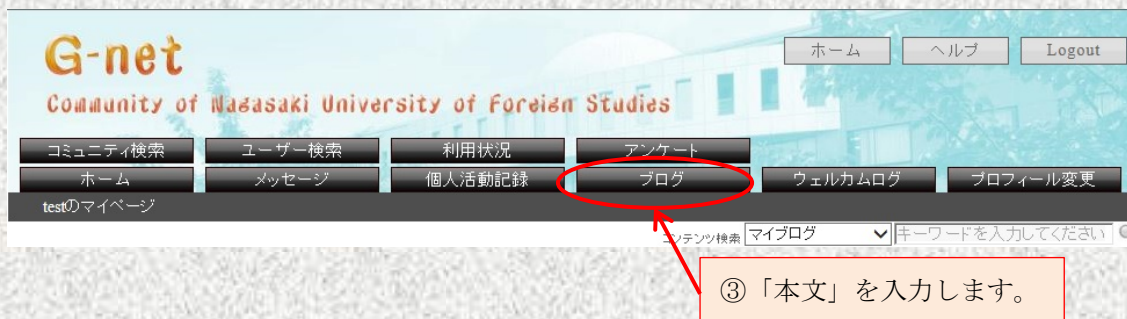 G-net
ホーム ヘルプ Logout
Community of Nagasaki University of Foreign Studies
コミュニティ検索 ユーザー検索 利用状況 アンケート
ホーム メッセージ 個人活動記録 ブログ ウェルカムログ プロフィール変更
testのマイページ
コンテンツ検索 マイブログ キーワードを入力してください
③「本文」を入力します。